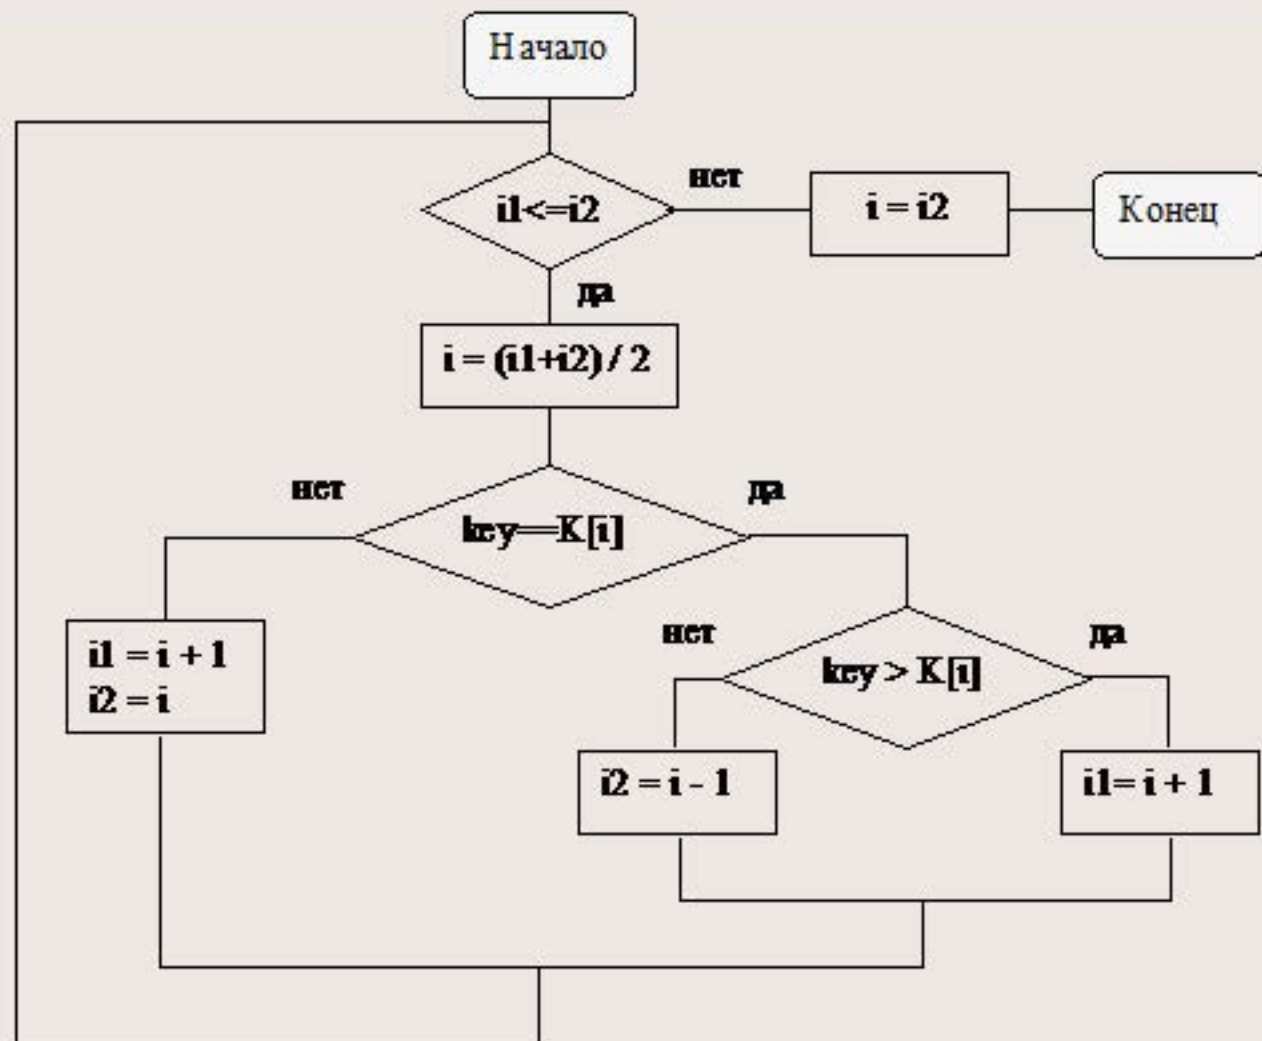 Начало
i1<=i2
нет
i = i2
Конец
да
i = (i1+i2) / 2
нет
key==K[i]
да
i1 = i + 1
i2 = i
нет
key > K[i]
да
i2 = i - 1
i1= i + 1